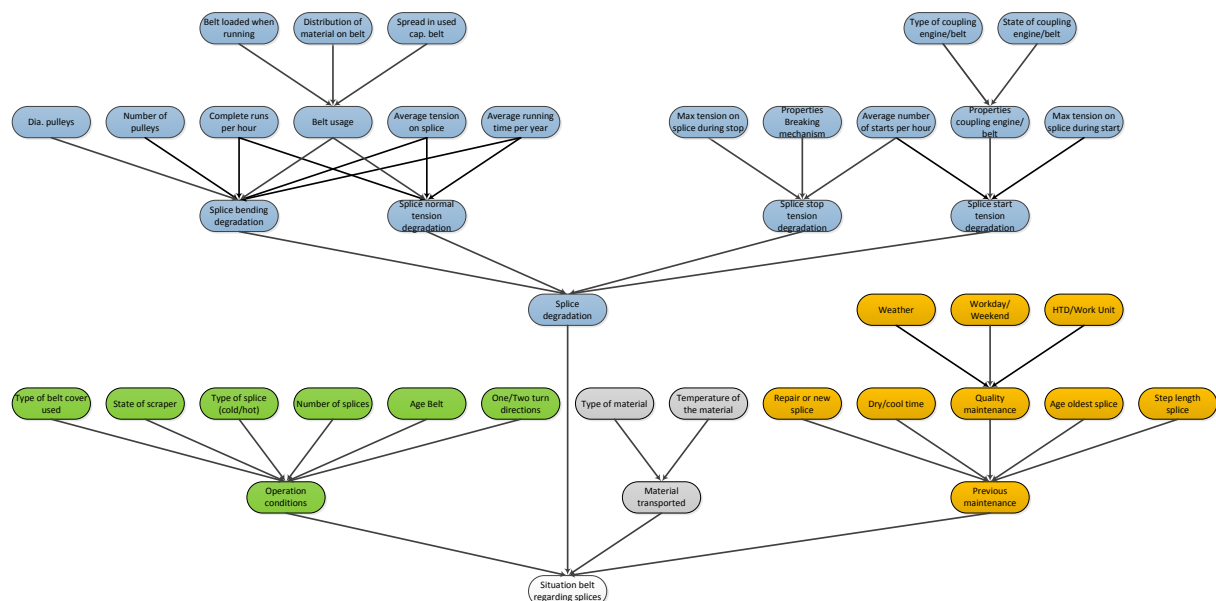 Belt loaded when
running
Distribution of
material on belt
Spread in used
cap. belt
Type of coupling
engine/belt
State of coupling
engine/belt
Dia. pulleys
Number of
pulleys
Complete runs
per hour
Belt usage
Average tension
on splice
Average running
time per year
Max tension on
splice during stop
Properties
Breaking
mechanism
Average number
of starts per hour
Properties
coupling engine/
belt
Max tension on
splice during start
Splice bending
degradation
Splice normal
tension
degradation
Splice stop
tension
degradation
Splice start
tension
degradation
Splice
degradation
Weather
Workday/
Weekend
HTD/Work Unit
Type of belt cover
used
State of scraper
Type of splice
(cold/hot)
Number of splices
Age Belt
One/Two turn
directions
Type of material
Temperature of
the material
Repair or new
splice
Dry/cool time
Quality
maintenance
Age oldest splice
Step length
splice
Operation
conditions
Material
transported
Previous
maintenance
Situation belt
regarding splices